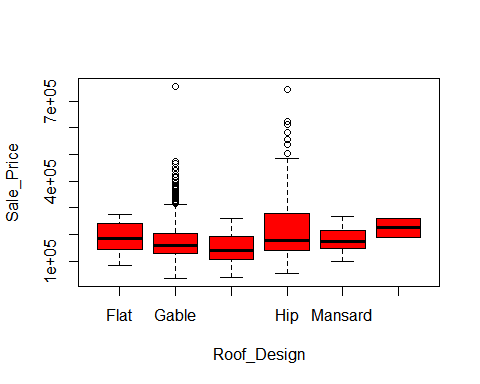 7e+05
4e+05
1e+05
Sale_Price
Flat Gable Hip Mansard
Roof_Design